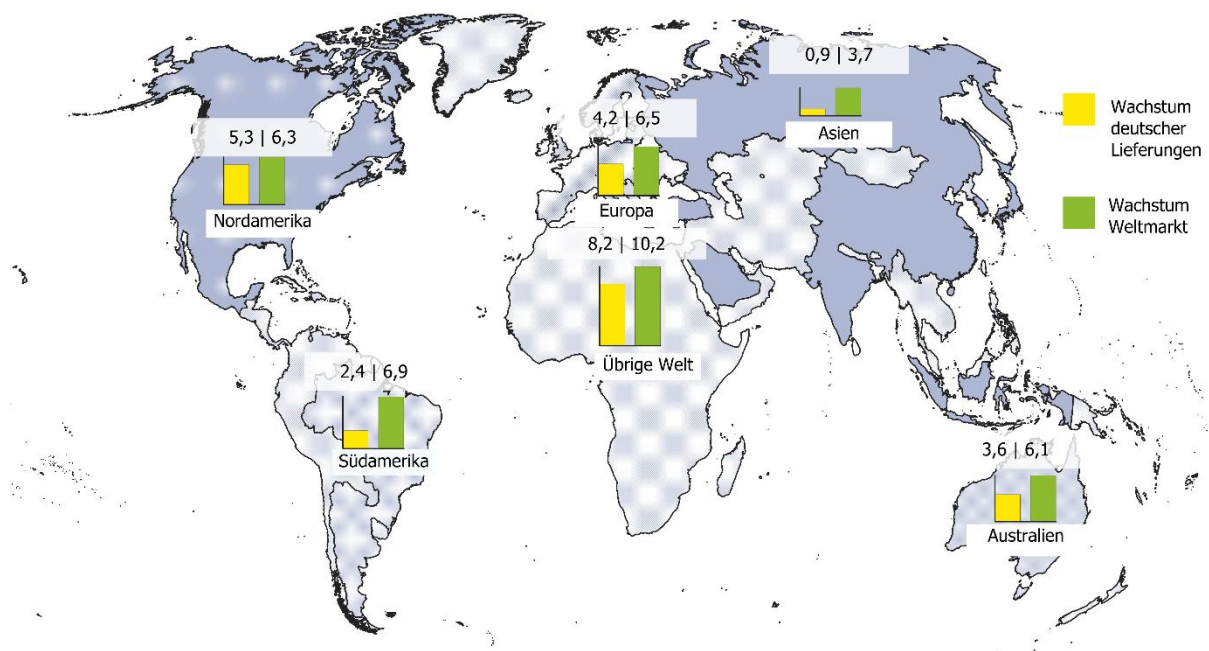 0,9 | 3,7
Asien
4,2 | 6,5
Europa
5,3 | 6,3
Nordamerika
8,2 | 10,2
Übrige Welt
2,4 | 6,9
Südamerika
3,6 | 6,1
Australien
Wachstum
deutscher
Lieferungen
Wachstum
Weltmarkt